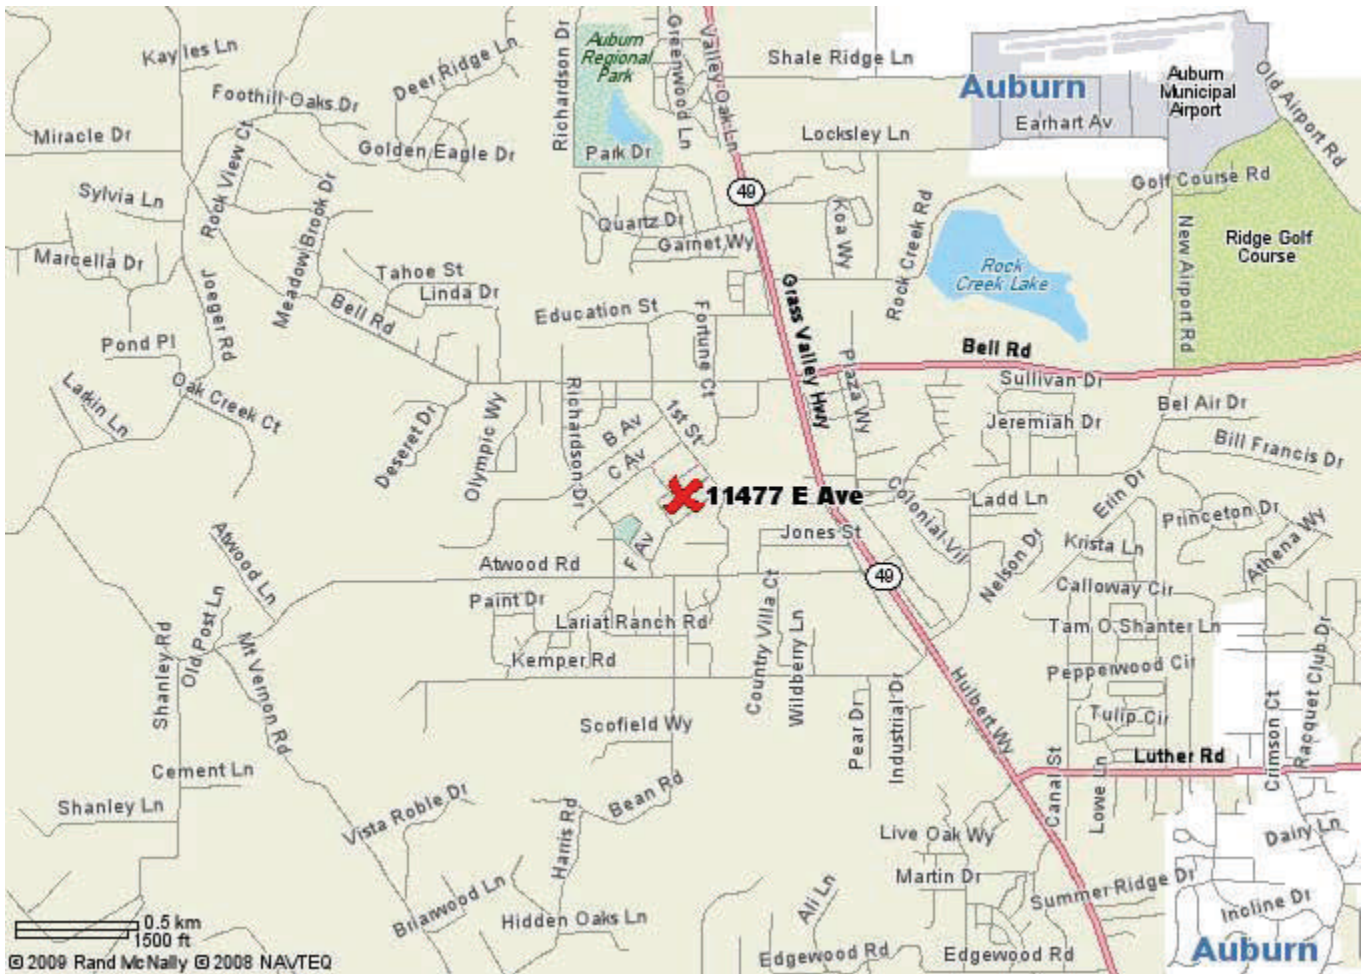 Kayles Ln
Deer Ridge Ln
Richardson Dr
Auburn
Regional
Park
Greenwood Ln
Valley Oak Ln
Shale Ridge Ln
Auburn
Auburn
Municipal
Airport
Old Airport Rd
Foothill Oaks Dr
Miracle Dr
Rock View Ct
Golden Eagle Dr
Park Dr
Locksley Ln
Earhart Av
Golf Course Rd
Sylvia Ln
Meadow Brook Dr
49
Quartz Dr
Garnet Wy
Koa Wy
Rock Creek Rd
New Airport Rd
Ridge Golf
Course
Marcella Dr
Joeger Rd
Tahoe St
Linda Dr
Bell Rd
Rock
Creek Lake
Education St
Fortune Ct
Grass Valley Hwy
Pond Pl
Bell Rd
Plaza Wy
Sullivan Dr
Larkin Ln
Oak Creek Ct
Deseret Dr
Olympic Wy
Richardson Dr
1st St
B Av
C Av
Jeremiah Dr
Bel Air Dr
Bill Francis Dr
11477 E Ave
Colonial Vil
Ladd Ln
Erin Dr
Princeton Dr
Athena Wy
Jones St
Nelson Dr
Krista Ln
F Av
Atwood Ln
Atwood Rd
49
Calloway Cir
Old Post Ln
Paint Dr
Lariat Ranch Rd
Country Villa Ct
Wildberry Ln
Tam O Shanter Ln
Shanley Rd
Mt Vernon Rd
Kemper Rd
Pepperwood Cir
Racquet Club Dr
Crimson Ct
Hulbert Wy
Scofield Wy
Pear Dr
Industrial Dr
Tulip Cir
Luther Rd
Cement Ln
Canal St
Lowe Ln
Shanley Ln
Vista Roble Dr
Bean Rd
Harris Rd
Live Oak Wy
Dairy Ln
Martin Dr
Summer Ridge Dr
Briarwood Ln
Hidden Oaks Ln
Ali Ln
Incline Dr
0.5 km
1500 ft
Edgewood Rd
Edgewood Rd
Auburn
© 2009 Rand McNally © 2008 NAVTEQ